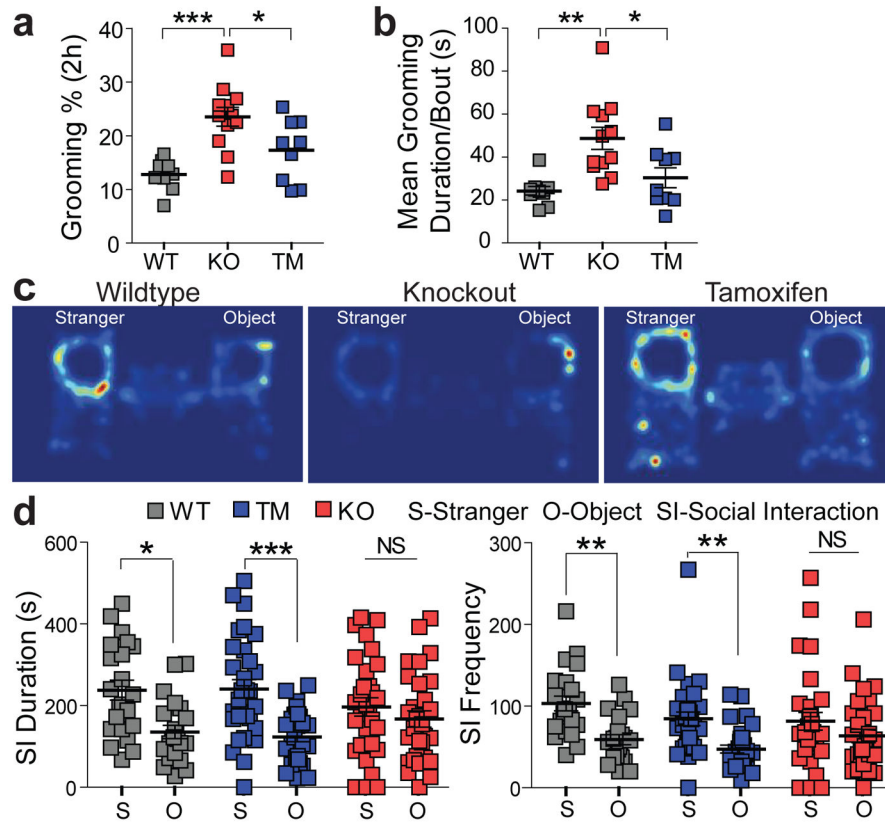 a
***
*
Grooming % (2h)
40
30
20
10
0
WT
KO
TM
b
**
*
Mean Grooming
Duration/Bout (s)
100
80
60
40
20
0
WT
KO
TM
c
Wildtype
Knockout
Tamoxifen
Stranger
Object
Stranger
Object
Stranger
Object
d
WT TM KO S-Stranger O-Object SI-Social Interaction
SI Duration (s)
600
400
200
0
*
***
NS
S O S O S O
SI Frequency
300
200
100
0
**
**
NS
S O S O S O